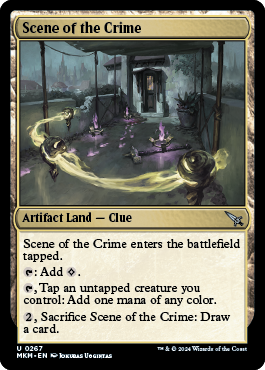 Scene of the Crime
Artifact Land — Clue
Scene of the Crime enters the battlefield
tapped.
: Add .
, Tap an untapped creature you
control: Add one mana of any color.
2, Sacrifice Scene of the Crime: Draw
a card.
U 0267
MKM • EN Jokubas Uogintas
™ & © 2024 Wizards of the Coast